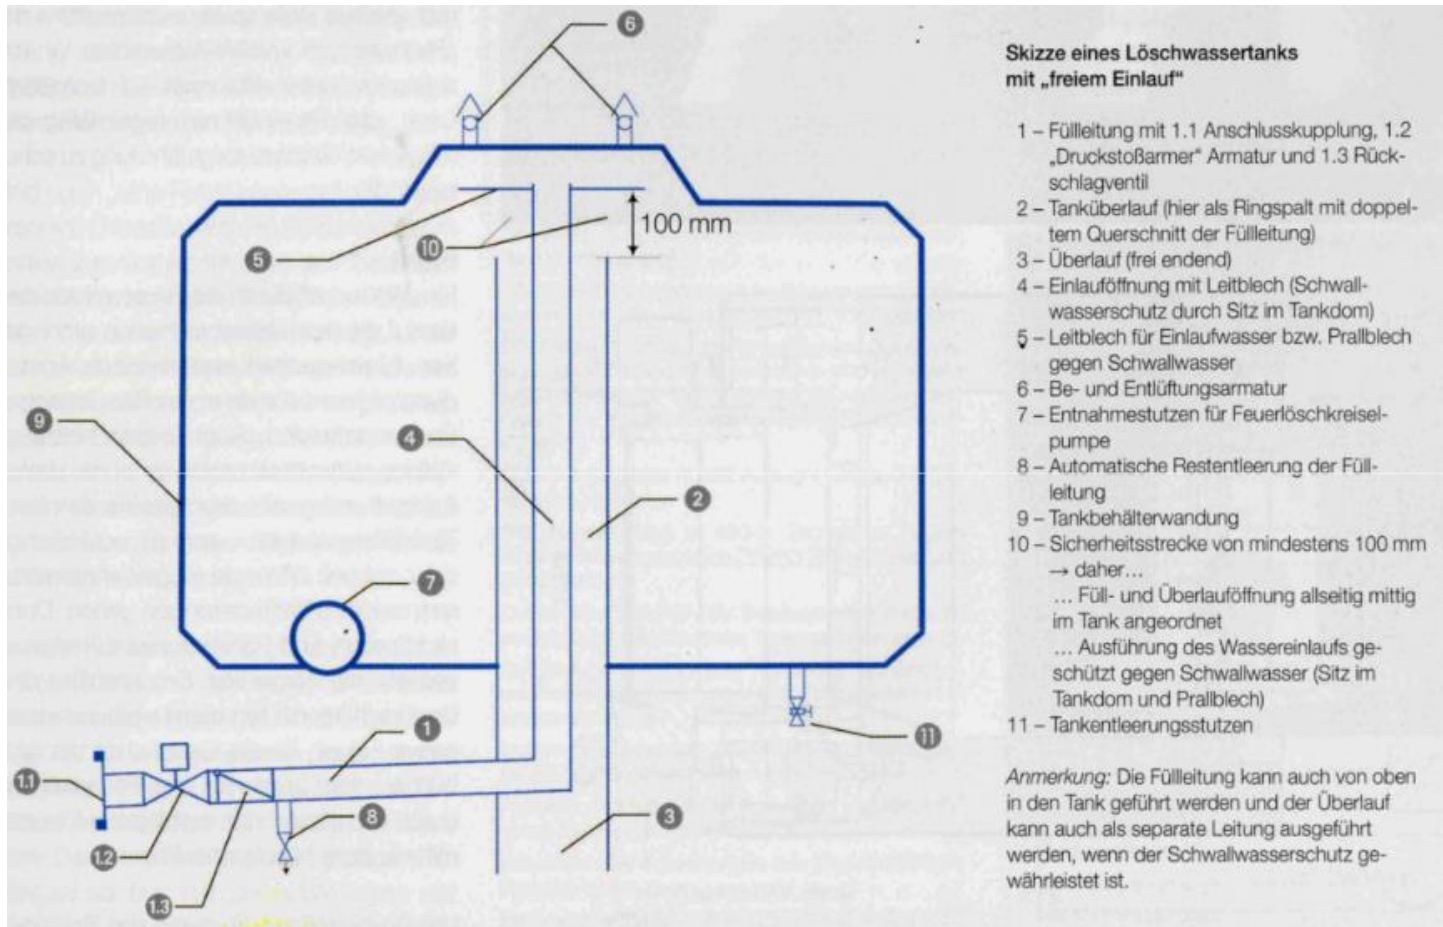 6
100 mm
5
10
9
4
2
7
1
11
1.1
8
3
1.2
1.3
Skizze eines Löschwassertanks
mit „freiem Einlauf“
1 – Füllleitung mit 1.1 Anschlusskupplung, 1.2
„Druckstoßarmer“ Armatur und 1.3 Rück-
schlagventil
2 – Tanküberlauf (hier als Ringspalt mit doppel-
tem Querschnitt der Füllleitung)
3 – Überlauf (frei endend)
4 – Einlauföffnung mit Leitblech (Schwall-
wasserschutz durch Sitz im Tankdom)
5 – Leitblech für Einlaufwasser bzw. Prallblech
gegen Schwallwasser
6 – Be- und Entlüftungsarmatur
7 – Entnahmestutzen für Feuerlöschkreisel-
pumpe
8 – Automatische Restentleerung der Füll-
leitung
9 – Tankbehälterwandung
10 – Sicherheitsstrecke von mindestens 100 mm
→ daher…
… Füll- und Überlauföffnung allseitig mittig
im Tank angeordnet
… Ausführung des Wassereinlaufs ge-
schützt gegen Schwallwasser (Sitz im
Tankdom und Prallblech)
11 – Tankentleerungsstutzen
Anmerkung: Die Füllleitung kann auch von oben
in den Tank geführt werden und der Überlauf
kann auch als separate Leitung ausgeführt
werden, wenn der Schwallwasserschutz ge-
währleistet ist.